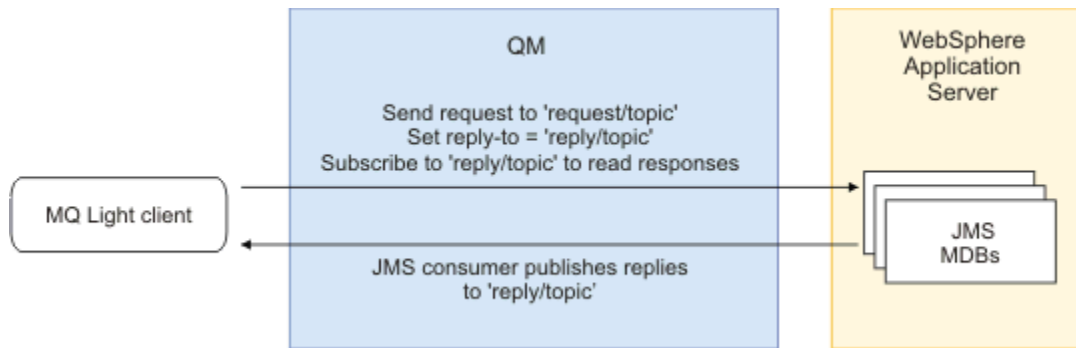 QM
Send request to 'request/topic'
Set reply-to = 'reply/topic'
Subscribe to 'reply/topic' to read responses
MQ Light client
JMS consumer publishes replies
to 'reply/topic'
WebSphere
Application
Server
JMS
MDBs